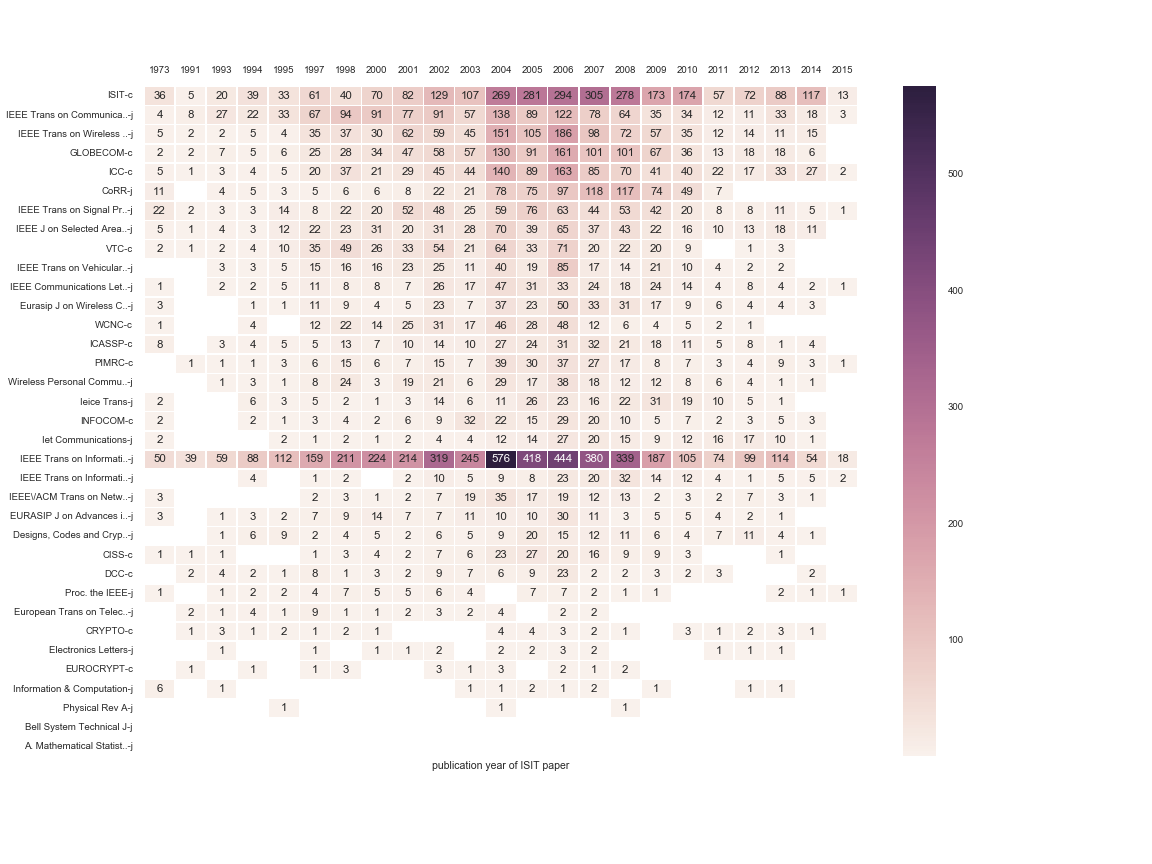 1973 1991 1993 1994 1995 1997 1998 2000 2001 2002 2003 2004 2005 2006 2007 2008 2009 2010 2011 2012 2013 2014 2015
ISIT-c 36 5 20 39 33 61 40 70 82 129 107 269 281 294 305 278 173 174 57 72 88 117 13
IEEE Trans on Communica..-j 4 8 27 22 33 67 94 91 77 91 57 138 89 122 78 64 35 34 12 11 33 18 3
IEEE Trans on Wireless ..-j 5 2 2 5 4 35 37 30 62 59 45 151 105 186 98 72 57 35 12 14 11 15
GLOBECOM-c 2 2 7 5 6 25 28 34 47 58 57 130 91 161 101 101 67 36 13 18 18 6
ICC-c 5 1 3 4 5 20 37 21 29 45 44 140 89 163 85 70 41 40 22 17 33 27 2
CoRR-j 11 4 5 3 5 6 6 8 22 21 78 75 97 118 117 74 49 7
500
IEEE Trans on Signal Pr..-j 22 2 3 3 14 8 22 20 52 48 25 59 76 63 44 53 42 20 8 8 11 5 1
IEEE J on Selected Area..-j 5 1 4 3 12 22 23 31 20 31 28 70 39 65 37 43 22 16 10 13 18 11
VTC-c 2 1 2 4 10 35 49 26 33 54 21 64 33 71 20 22 20 9 1 3
IEEE Trans on Vehicular..-j 3 3 5 15 16 16 23 25 11 40 19 85 17 14 21 10 4 2 2
IEEE Communications Let..-j 1 2 2 5 11 8 8 7 26 17 47 31 33 24 18 24 14 4 8 4 2 1
400
Eurasip J on Wireless C..-j 3 1 1 11 9 4 5 23 7 37 23 50 33 31 17 9 6 4 4 3
WCNC-c 1 4 12 22 14 25 31 17 46 28 48 12 6 4 5 2 1
ICASSP-c 8 3 4 5 5 13 7 10 14 10 27 24 31 32 21 18 11 5 8 1 4
PIMRC-c 1 1 1 3 6 15 6 7 15 7 39 30 37 27 17 8 7 3 4 9 3 1
Wireless Personal Commu..-j 1 3 1 8 24 3 19 21 6 29 17 38 18 12 12 8 6 4 1 1
Ieice Trans-j 2 6 3 5 2 1 3 14 6 11 26 23 16 22 31 19 10 5 1
300
INFOCOM-c 2 2 1 3 4 2 6 9 32 22 15 29 20 10 5 7 2 3 5 3
Iet Communications-j 2 2 1 2 1 2 4 4 12 14 27 20 15 9 12 16 17 10 1
IEEE Trans on Informati..-j 50 39 59 88 112 159 211 224 214 319 245 576 418 444 380 339 187 105 74 99 114 54 18
IEEE Trans on Informati..-j 4 1 2 2 10 5 9 8 23 20 32 14 12 4 1 5 5 2
IEEE\/ACM Trans on Netw..-j 3 2 3 1 2 7 19 35 17 19 12 13 2 3 2 7 3 1
EURASIP J on Advances i..-j 3 1 3 2 7 9 14 7 7 11 10 10 30 11 3 5 5 4 2 1
200
Designs, Codes and Cryp..-j 1 6 9 2 4 5 2 6 5 9 20 15 12 11 6 4 7 11 4 1
CISS-c 1 1 1 1 3 4 2 7 6 23 27 20 16 9 9 3 1
DCC-c 2 4 2 1 8 1 3 2 9 7 6 9 23 2 2 3 2 3 2
Proc. the IEEE-j 1 1 2 2 4 7 5 5 6 4 7 7 2 1 1 2 1 1
European Trans on Telec..-j 2 1 4 1 9 1 1 2 3 2 4 2 2
CRYPTO-c 1 3 1 2 1 2 1 4 4 3 2 1 3 1 2 3 1
100
Electronics Letters-j 1 1 1 1 2 2 2 3 2 1 1 1
EUROCRYPT-c 1 1 1 3 3 1 3 2 1 2
Information & Computation-j 6 1 1 1 2 1 2 1 1 1
Physical Rev A-j 1 1 1
Bell System Technical J-j
A. Mathematical Statist..-j
publication year of ISIT paper